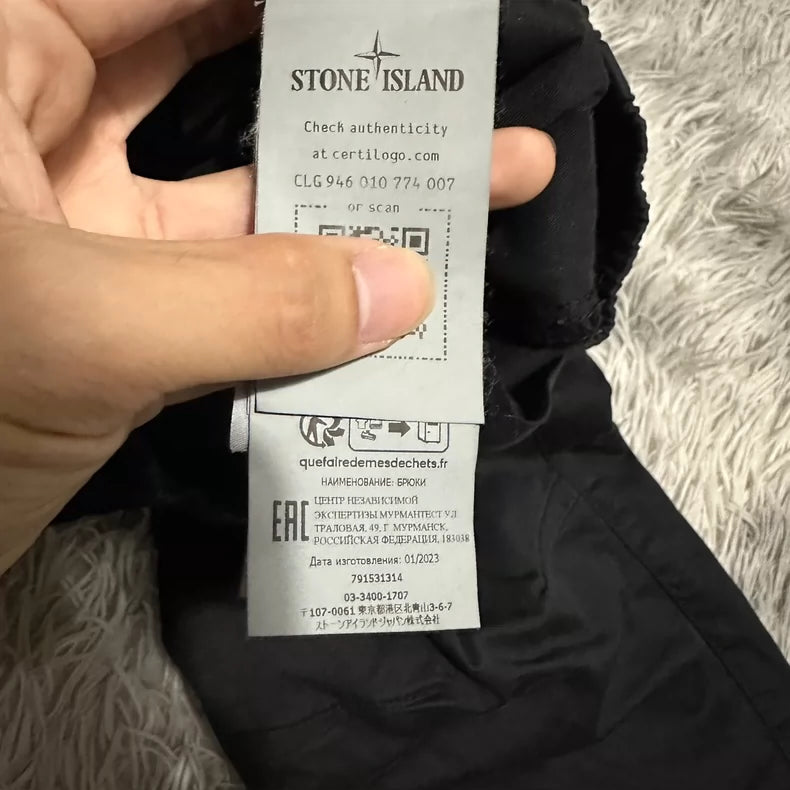 STONE ISLAND
Check authenticity
at certilogo.com
CLG 946 010 774 007
or scan
quefairedemesdechets.fr
НАИМЕНОВАНИЕ: БРЮКИ
EAC
ЦЕНТР НЕЗАВИСИМОЙ
ЭКСПЕРТИЗЫ МУРМАНТЕСТ УЛ
ТРАЛОВАЯ, 49, Г МУРМАНСК,
РОССИЙСКАЯ ФЕДЕРАЦИЯ, 183038
Дата изготовления: 01/2023
791531314
03-3400-1707
〒107-0061 東京都港区北青山3-6-7
ストーンアイランドジャパン株式会社